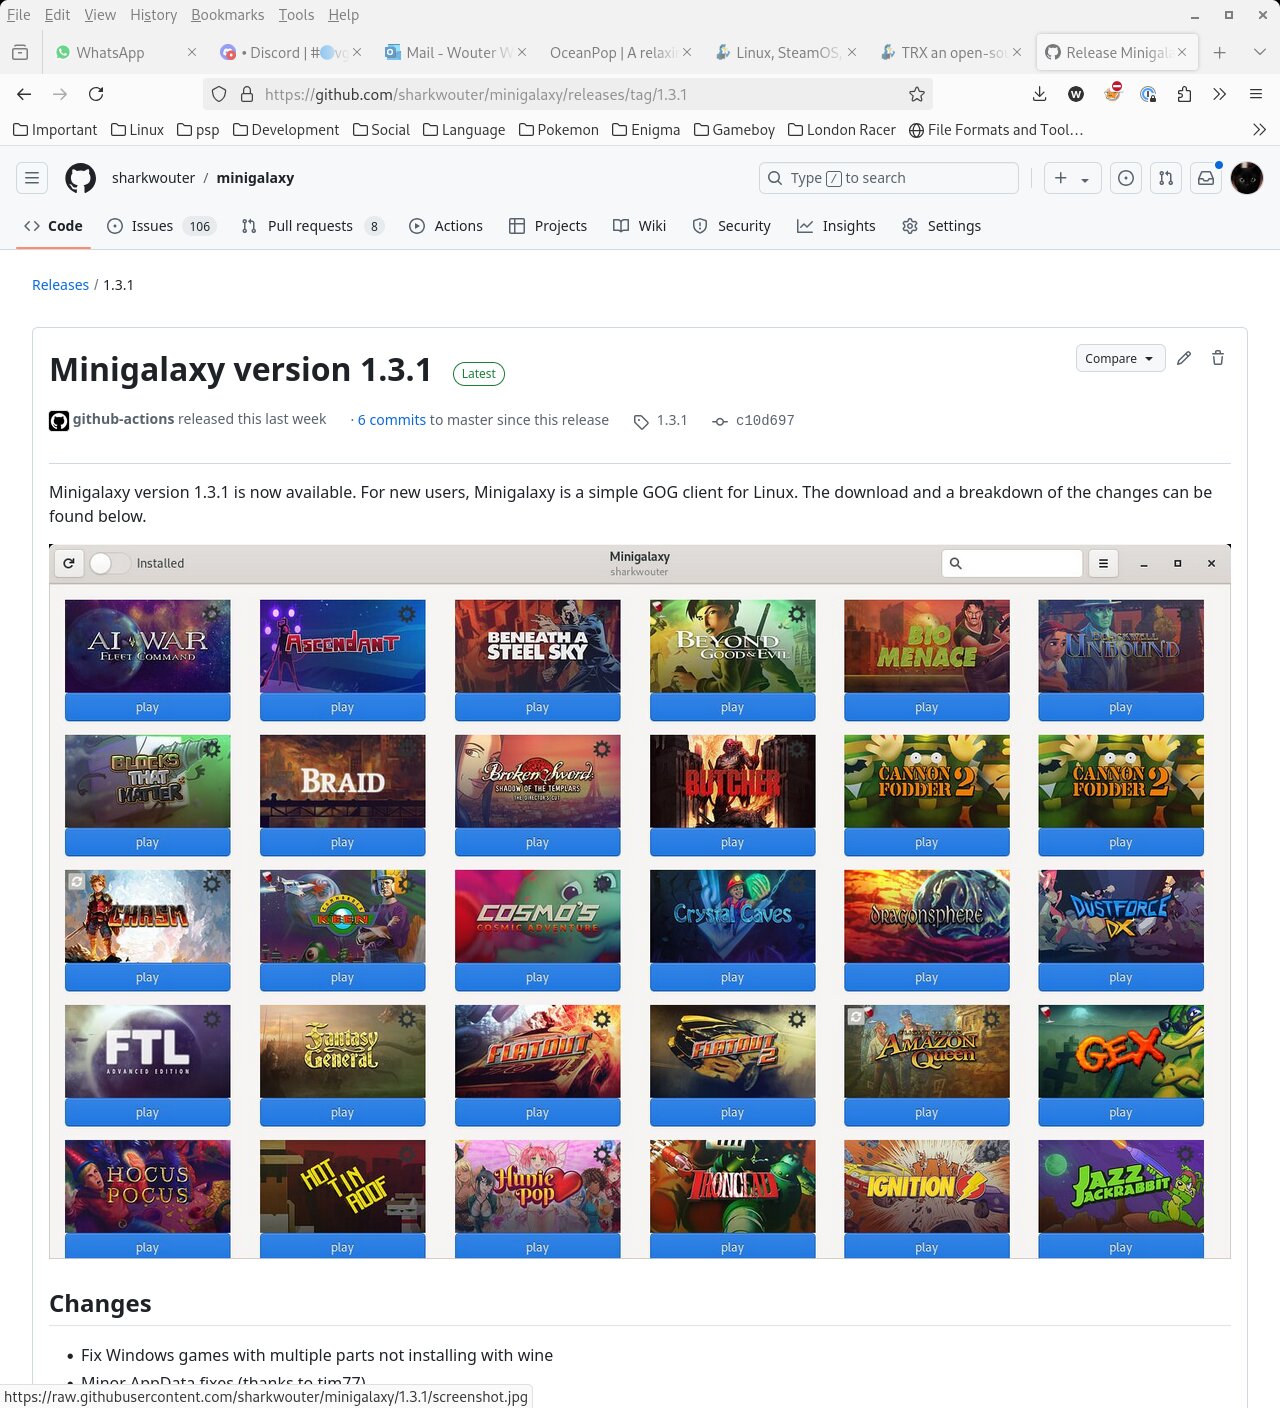 File Edit View History Bookmarks Tools Help
WhatsApp • Discord | # Mail - Wouter W OceanPop | A relaxin Linux, SteamOS, TRX an open-sou Release Minigala
https://github.com/sharkwouter/minigalaxy/releases/tag/1.3.1
Important Linux psp Development Social Language Pokemon Enigma Gameboy London Racer File Formats and Tool…
sharkwouter / minigalaxy Type / to search
Code Issues 106 Pull requests 8 Actions Projects Wiki Security Insights Settings
Releases / 1.3.1
Minigalaxy version 1.3.1 Latest Compare
github-actions released this last week · 6 commits to master since this release 1.3.1 c10d697
Minigalaxy version 1.3.1 is now available. For new users, Minigalaxy is a simple GOG client for Linux. The download and a breakdown of the changes can be
found below.
Installed Minigalaxy
sharkwouter
AI WAR FLEET COMMAND ASCENDANT BENEATH A STEEL SKY BEYOND GOOD & EVIL BIO MENACE BLACKWELL UNBOUND
play play play play play play
BLOCKS THAT MATTER BRAID Broken Sword SHADOW OF THE TEMPLARS THE DIRECTOR'S CUT BUTCHER CANNON FODDER 2 CANNON FODDER 2
play play play play play play
CHASM KEEN COSMO'S COSMIC ADVENTURE Crystal Caves DRAGONSPHERE DUSTFORCE DX
play play play play play play
FTL ADVANCED EDITION Fantasy General FLATOUT FLATOUT 2 AMAZON QUEEN GEX
play play play play play play
HOCUS POCUS HOT TIN ROOF Hunie Pop IRONCLAD IGNITION JAZZ JACKRABBIT
play play play play play play
Changes
• Fix Windows games with multiple parts not installing with wine
• Minor AppData fixes (thanks to tim77)
https://raw.githubusercontent.com/sharkwouter/minigalaxy/1.3.1/screenshot.jpg